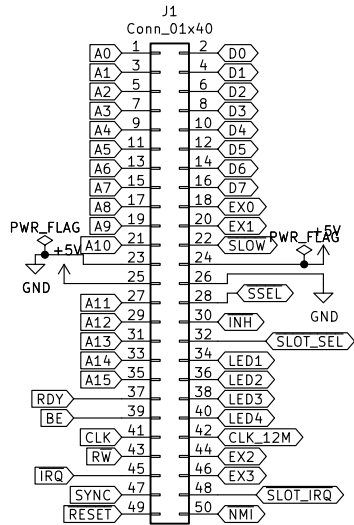 J1
Conn_01x40
A0 1 2 D0
A1 3 4 D1
A2 5 6 D2
A3 7 8 D3
A4 9 10 D4
A5 11 12 D5
A6 13 14 D6
A7 15 16 D7
A8 17 18 EX0
A9 19 20 EX1
PWR_FLAG
A10 21 22 SLOW
+5V
PWR_FLAG
+5V
23 24
25 26
GND
GND
A11 27 28 SSEL
A12 29 30 INH
A13 31 32 SLOT_SEL
A14 33 34 LED1
A15 35 36 LED2
RDY 37 38 LED3
BE 39 40 LED4
CLK 41 42 CLK_12M
RW 43 44 EX2
IRQ 45 46 EX3
SYNC 47 48 SLOT_IRQ
RESET 49 50 NMI